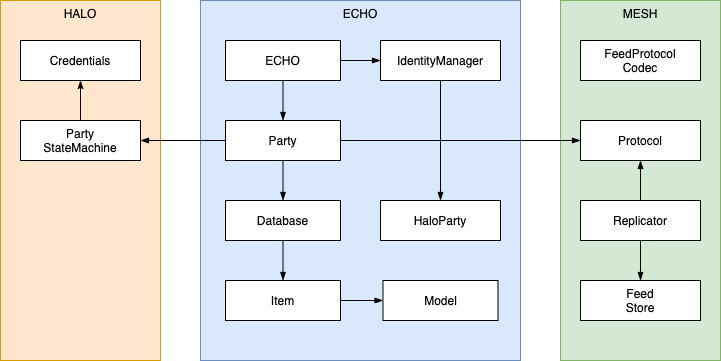 HALO
Credentials
Party
StateMachine
ECHO
ECHO
IdentityManager
Party
Database
HaloParty
Item
Model
MESH
FeedProtocol
Codec
Protocol
Replicator
Feed
Store